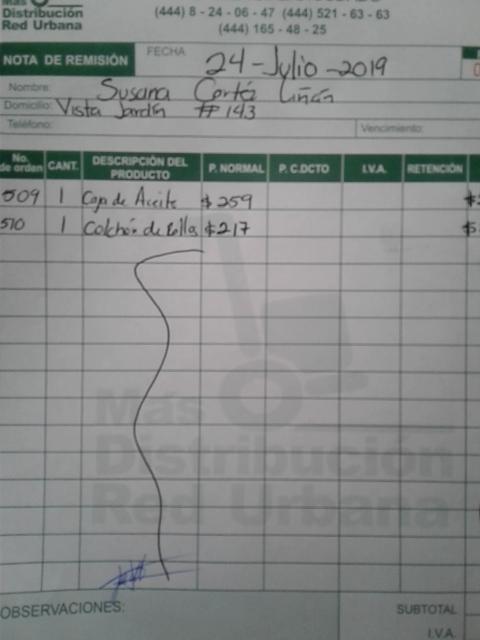 Más
Distribución
Red Urbana
(444) 8 - 24 - 06 - 47 (444) 521 - 63 - 63
(444) 165 - 48 - 25
NOTA DE REMISIÓN FECHA 24-Julio-2019
Nombre: Susana Cortéz Liñán
Domicilio: Vista Jardín #143
Teléfono: Vencimiento:
No. de orden CANT. DESCRIPCIÓN DEL PRODUCTO P. NORMAL P. C.DCTO I.V.A. RETENCIÓN
509 1 Caja de Aceite $259
510 1 Colchón de Rollos $217
Más
Distribución
Red Urbana
OBSERVACIONES: SUBTOTAL
I.V.A.